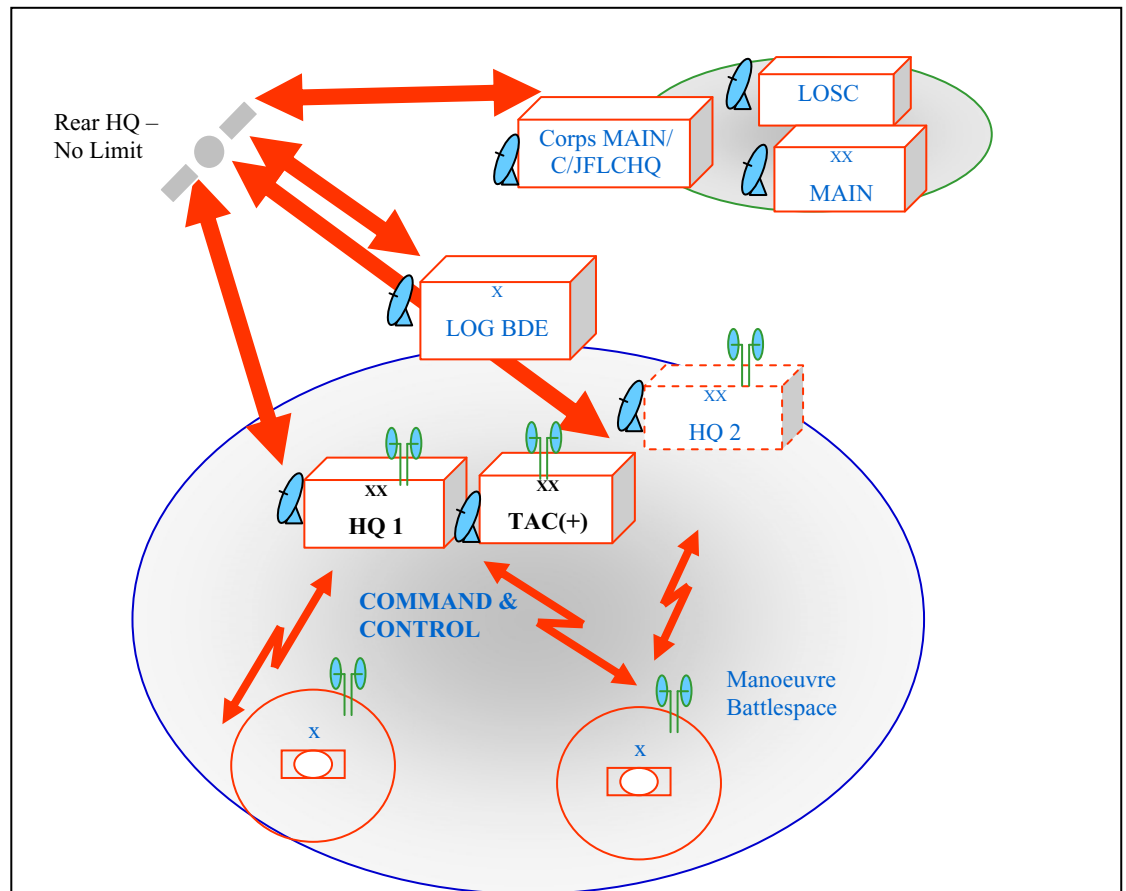 Rear HQ –
No Limit
LOSC
Corps MAIN/
C/JFLCHQ
XX
MAIN
X
LOG BDE
XX
HQ 2
XX
HQ 1
XX
TAC(+)
COMMAND &
CONTROL
Manoeuvre
Battlespace
X
X